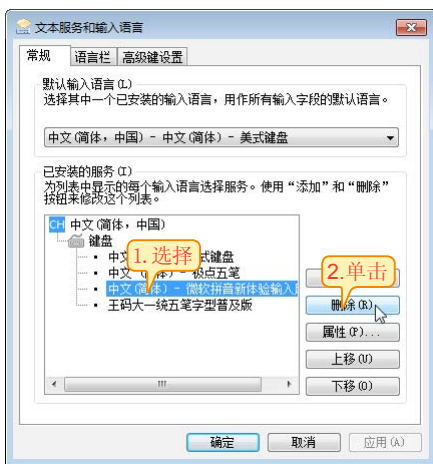 文本服务和输入语言
常规 语言栏 高级键设置
默认输入语言(L)
选择其中一个已安装的输入语言，用作所有输入字段的默认语言。
中文(简体，中国) - 中文(简体) - 美式键盘
已安装的服务(I)
为列表中显示的每个输入语言选择服务。使用“添加”和“删除”
按钮来修改这个列表。
CH 中文(简体，中国)
键盘
1. 选择
式键盘
极点五笔
2.单击
中文(简体) - 微软拼音新体验输入
王码大一统五笔字型普及版
删除(R)
属性(P)...
上移(U)
下移(O)
确定 取消 应用(A)